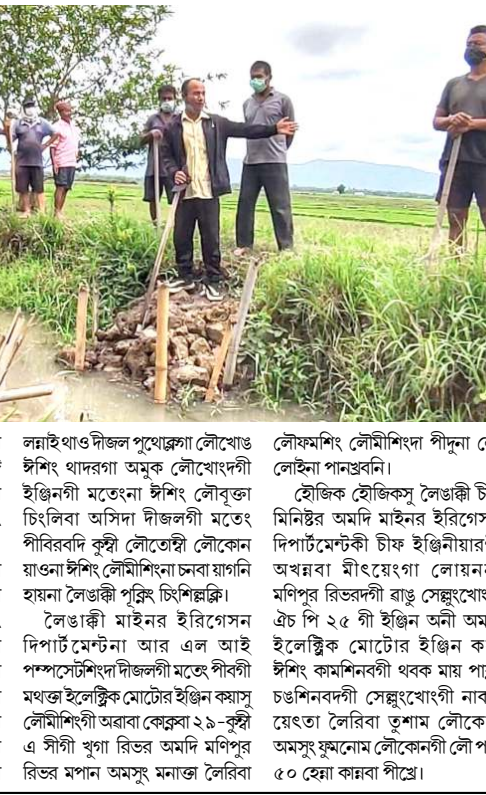 লন্নাইথাও দীজল পুথোক্লগা লৌখোঙ
ঈশিং থাদরগা অমুক লৌখোংদগী
ইঞ্জিনগী মতেংনা ঈশিং লৌবূক্তা
চিংলিবা অসিদা দীজলগী মতেং
পীবিরবদি কুম্বী লৌতোম্বী লৌকোন
যাওনা ঈশিং লৌমীশিংনা চনবা যাগনি
হায়না লৈঙাক্কী পূক্নিং চিংশিল্লক্লি।
লৈঙাক্কী মাইনর ইরিগেসন
দিপার্টমেন্টনা আর এল আই
পম্পসেটশিংদা দীজলগী মতেং পীবগী
মথক্তা ইলেক্ট্রিক মোটোর ইঞ্জিন কয়াসু
লৌমীশিংগী অৱাবা কোক্নবা ২৯-কুম্বী
এ সীগী খুগা রিভর অমদি মণিপুর
রিভর মপান অমসুং মনাক্তা লৈরিবা
লৌফমশিং লৌমীশিংদা পীদুনা
লোইনা পানখ্রবনি।
হৌজিক হৌজিকসু লৈঙাক্কী
মিনিষ্টর অমদি মাইনর ইরিগেস
দিপার্টমেন্টকী চীফ ইঞ্জিনীয়ার
অখন্নবা মীৎয়েংগা লোয়ন
মণিপুর রিভরদগী ৱাঙু সেল্লুংখোং
ঐচ পি ২৫ গী ইঞ্জিন অনী অম
ইলেক্ট্রিক মোটোর ইঞ্জিন ক
ঈশিং কামশিনবগী থবক মায় পা
চঙশিনবদগী সেল্লুংখোংগী নাব
য়েৎতা লৈরিবা তুশাম লৌকো
অমসুং ফুমনোম লৌকোনগী লৌ প
৫০ হেন্না কান্নবা পীখ্রে।